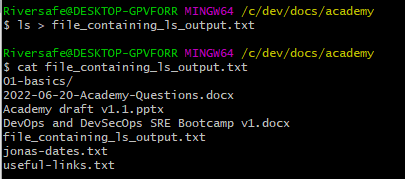 Riversafe@DESKTOP-GPVFORR MINGW64 /c/dev/docs/academy
$ ls > file_containing_ls_output.txt
Riversafe@DESKTOP-GPVFORR MINGW64 /c/dev/docs/academy
$ cat file_containing_ls_output.txt
01-basics/
2022-06-20-Academy-Questions.docx
Academy draft v1.1.pptx
DevOps and DevSecOps SRE Bootcamp v1.docx
file_containing_ls_output.txt
jonas-dates.txt
useful-links.txt